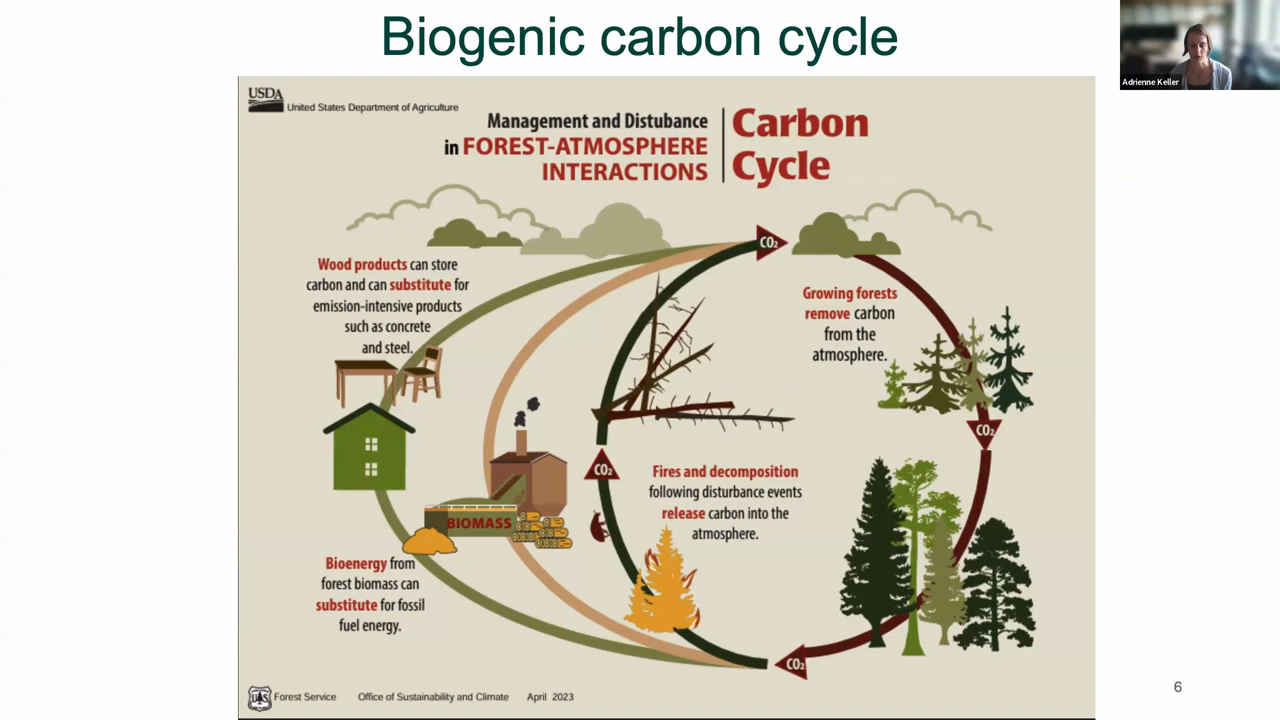 Biogenic carbon cycle
Adrienne Keller
USDA
United States Department of Agriculture
Management and Distubance
in FOREST-ATMOSPHERE
INTERACTIONS
Carbon
Cycle
CO₂
Wood products can store
carbon and can substitute for
emission-intensive products
such as concrete
and steel.
Growing forests
remove carbon
from the
atmosphere.
CO₂
CO₂
Fires and decomposition
following disturbance events
release carbon into the
atmosphere.
BIOMASS
Bioenergy from
forest biomass can
substitute for fossil
fuel energy.
CO₂
Forest Service Office of Sustainability and Climate April 2023
6